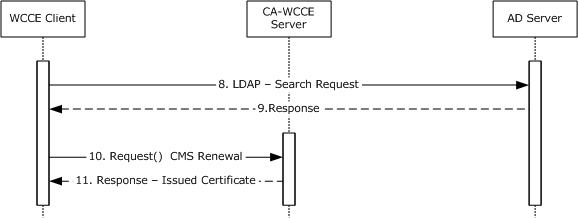 WCCE Client
CA-WCCE
Server
AD Server
8. LDAP – Search Request
9.Response
10. Request()  CMS Renewal
11. Response – Issued Certificate